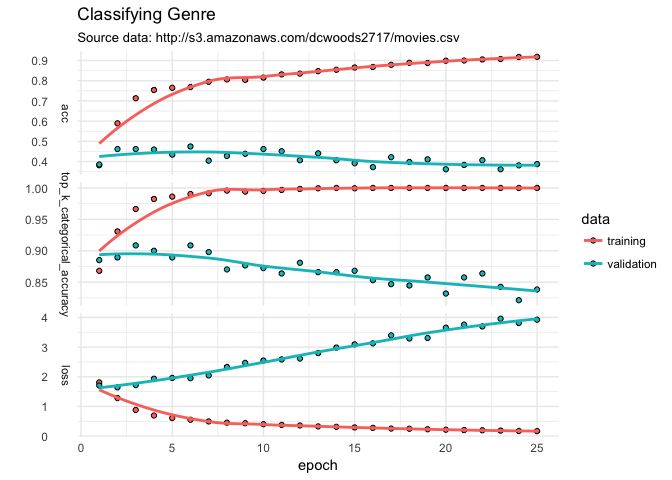 Classifying Genre
Source data: http://s3.amazonaws.com/dcwoods2717/movies.csv
0.9
0.8
0.7
0.6
0.5
0.4
acc
1.00
0.95
0.90
0.85
top_k_categorical_accuracy
4
3
2
1
0
loss
0 5 10 15 20 25
epoch
data
training
validation